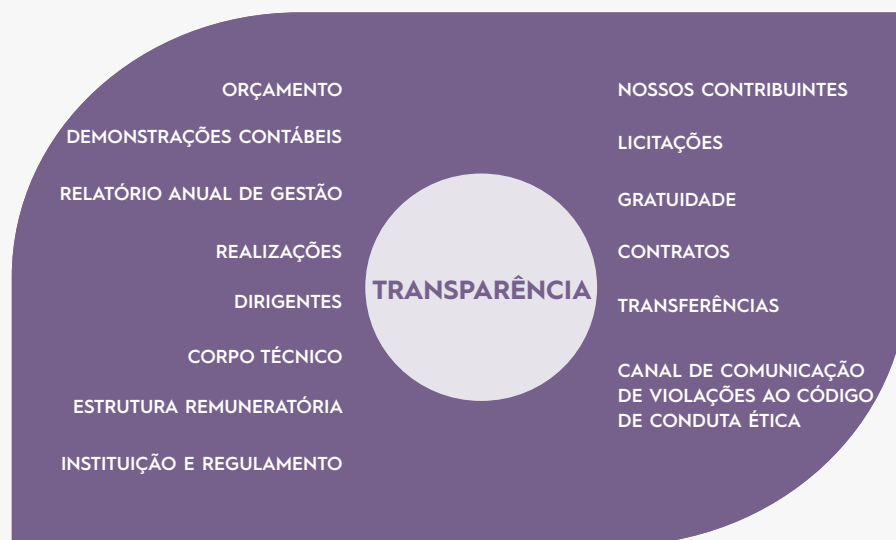 ORÇAMENTO
DEMONSTRAÇÕES CONTÁBEIS
RELATÓRIO ANUAL DE GESTÃO
REALIZAÇÕES
DIRIGENTES
CORPO TÉCNICO
ESTRUTURA REMUNERATÓRIA
INSTITUIÇÃO E REGULAMENTO
TRANSPARÊNCIA
NOSSOS CONTRIBUINTES
LICITAÇÕES
GRATUIDADE
CONTRATOS
TRANSFERÊNCIAS
CANAL DE COMUNICAÇÃO
DE VIOLAÇÕES AO CÓDIGO
DE CONDUTA ÉTICA